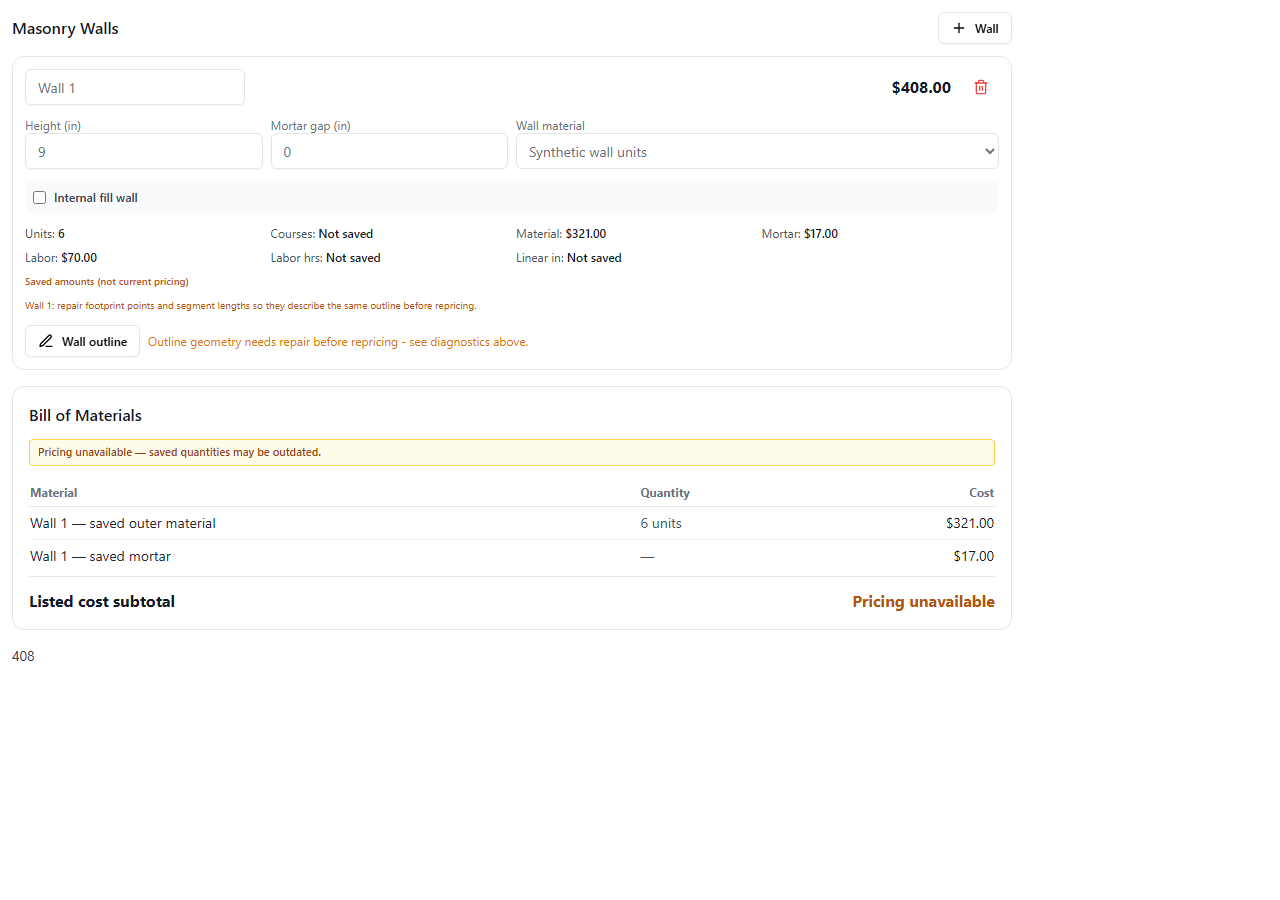 Masonry Walls
Wall
Wall 1
$408.00
Height (in)
Mortar gap (in)
Wall material
9
0
Synthetic wall units
Internal fill wall
Units: 6
Courses: Not saved
Material: $321.00
Mortar: $17.00
Labor: $70.00
Labor hrs: Not saved
Linear in: Not saved
Saved amounts (not current pricing)
Wall 1: repair footprint points and segment lengths so they describe the same outline before repricing.
Wall outline
Outline geometry needs repair before repricing - see diagnostics above.
Bill of Materials
Pricing unavailable — saved quantities may be outdated.
Material
Quantity
Cost
Wall 1 — saved outer material
6 units
$321.00
Wall 1 — saved mortar
—
$17.00
Listed cost subtotal
Pricing unavailable
408